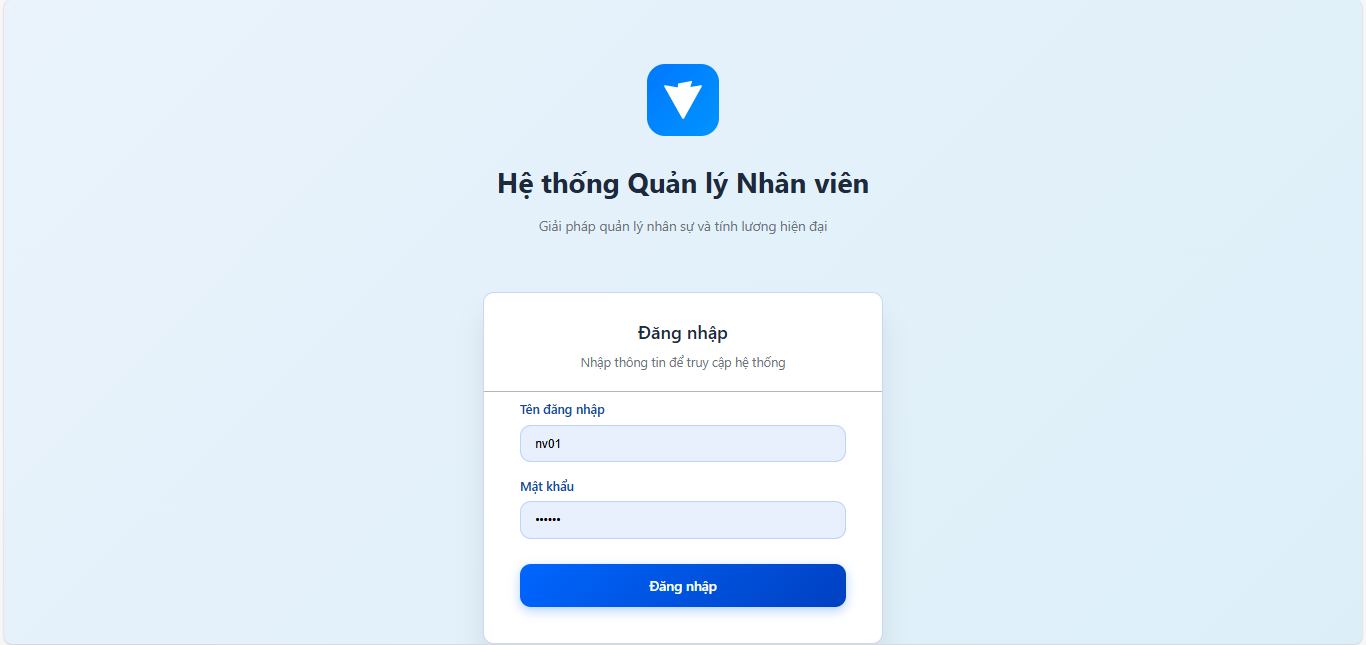 Hệ thống Quản lý Nhân viên
Giải pháp quản lý nhân sự và tính lương hiện đại
Đăng nhập
Nhập thông tin để truy cập hệ thống
Tên đăng nhập
nv01
Mật khẩu
••••••
Đăng nhập